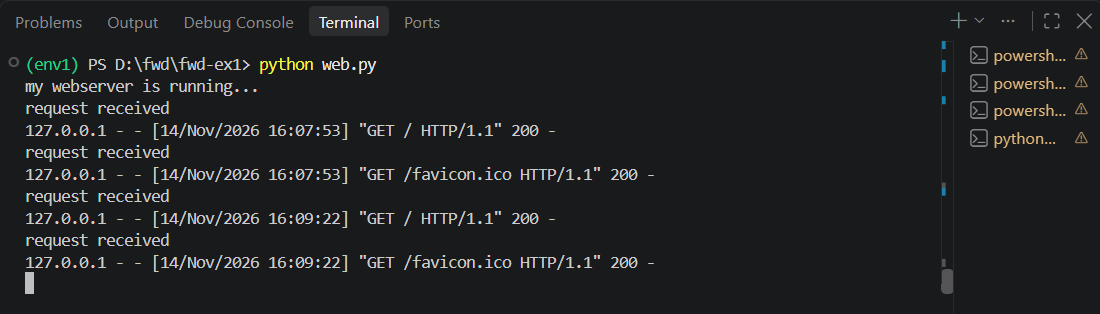 Problems Output Debug Console Terminal Ports
(env1) PS D:\fwd\fwd-ex1> python web.py
my webserver is running...
request received
127.0.0.1 - - [14/Nov/2026 16:07:53] "GET / HTTP/1.1" 200 -
request received
127.0.0.1 - - [14/Nov/2026 16:07:53] "GET /favicon.ico HTTP/1.1" 200 -
request received
127.0.0.1 - - [14/Nov/2026 16:09:22] "GET / HTTP/1.1" 200 -
request received
127.0.0.1 - - [14/Nov/2026 16:09:22] "GET /favicon.ico HTTP/1.1" 200 -
powersh...
powersh...
powersh...
python...